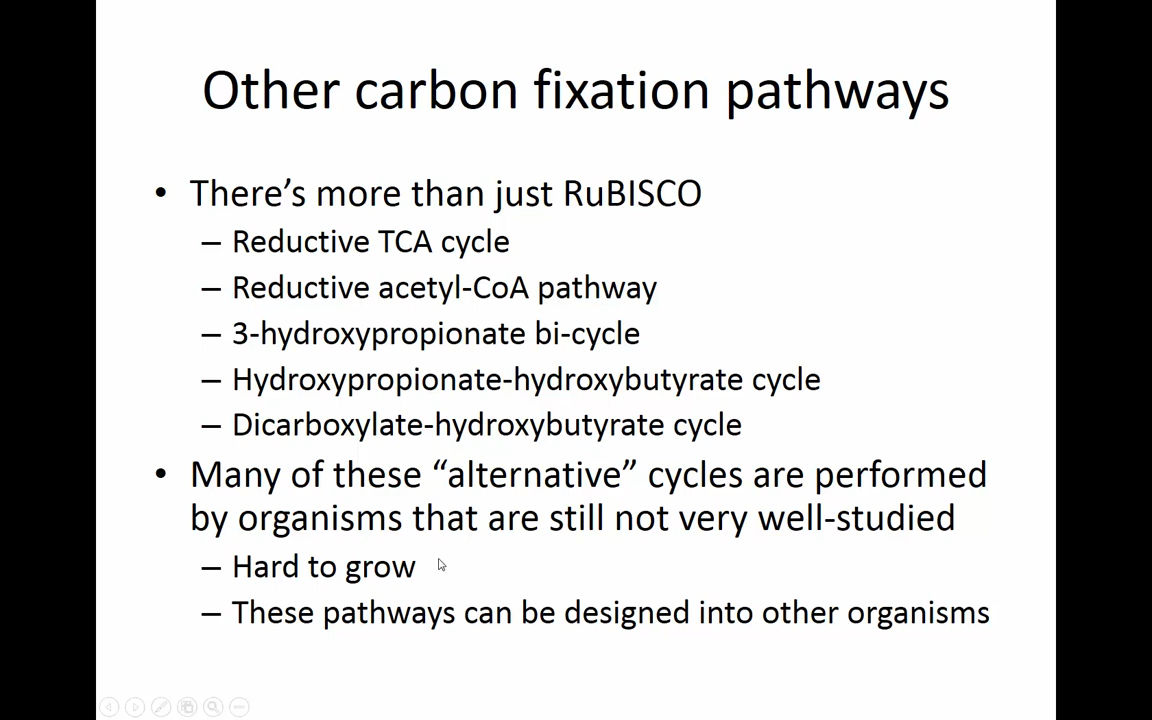 Other carbon fixation pathways
• There’s more than just RuBISCO
– Reductive TCA cycle
– Reductive acetyl-CoA pathway
– 3-hydroxypropionate bi-cycle
– Hydroxypropionate-hydroxybutyrate cycle
– Dicarboxylate-hydroxybutyrate cycle
• Many of these “alternative” cycles are performed
by organisms that are still not very well-studied
– Hard to grow
– These pathways can be designed into other organisms